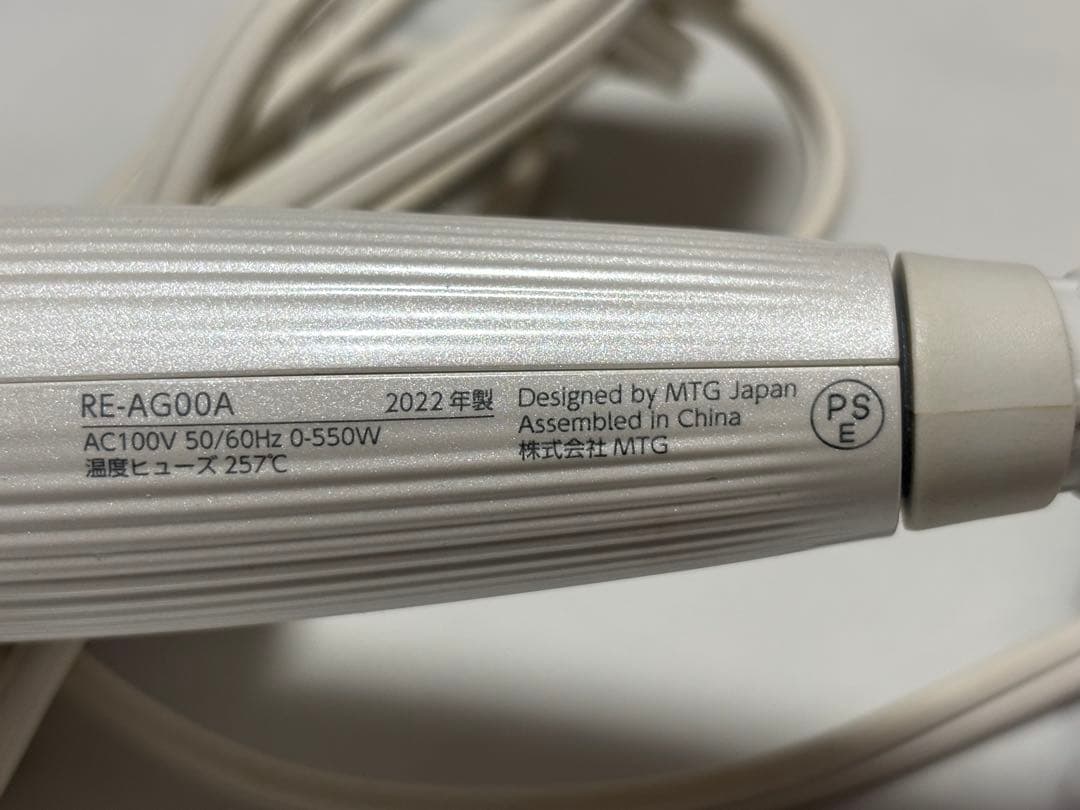 RE-AG00A 2022年製
AC100V 50/60Hz 0-550W
温度ヒューズ 257℃
Designed by MTG Japan
Assembled in China
株式会社 MTG
PS
E